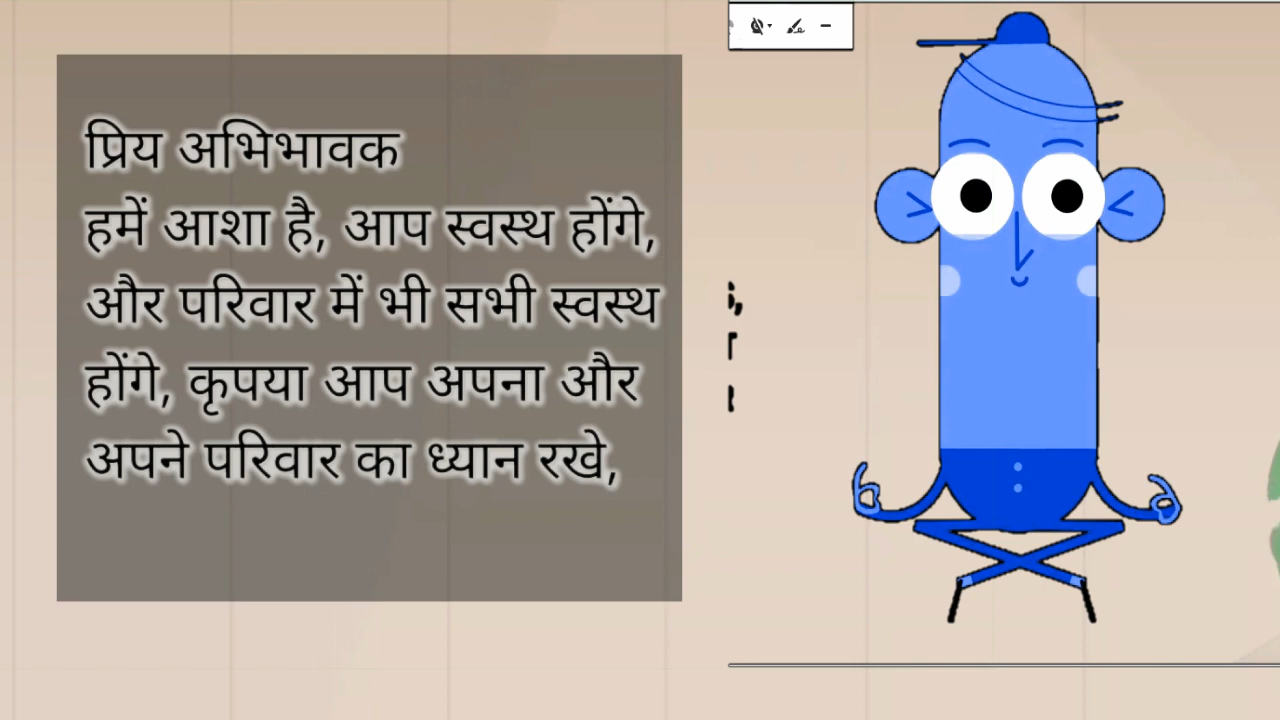 प्रिय अभिभावक
हमें आशा है, आप स्वस्थ होंगे,
और परिवार में भी सभी स्वस्थ
होंगे, कृपया आप अपना और
अपने परिवार का ध्यान रखे,